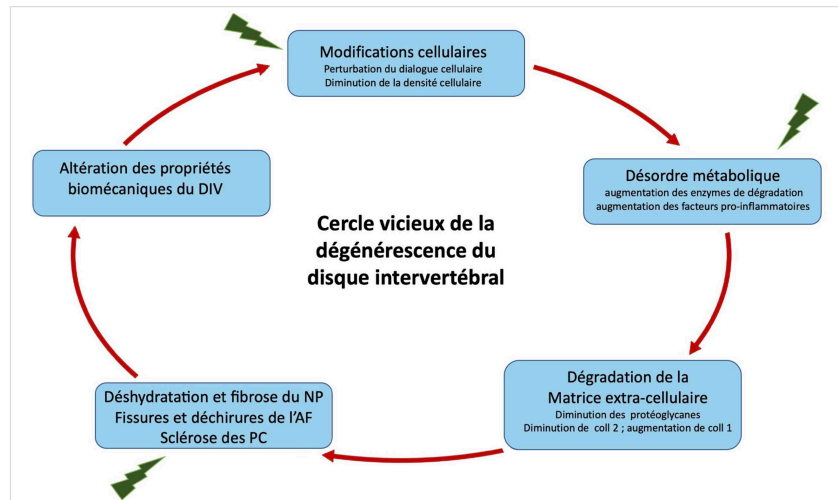 Modifications cellulaires
Perturbation du dialogue cellulaire
Diminution de la densité cellulaire
Désordre métabolique
augmentation des enzymes de dégradation
augmentation des facteurs pro-inflammatoires
Dégradation de la
Matrice extra-cellulaire
Diminution des protéoglycanes
Diminution de coll 2 ; augmentation de coll 1
Déshydratation et fibrose du NP
Fissures et déchirures de l'AF
Sclérose des PC
Altération des propriétés
biomécaniques du DIV
Cercle vicieux de la
dégénérescence du
disque intervertébral